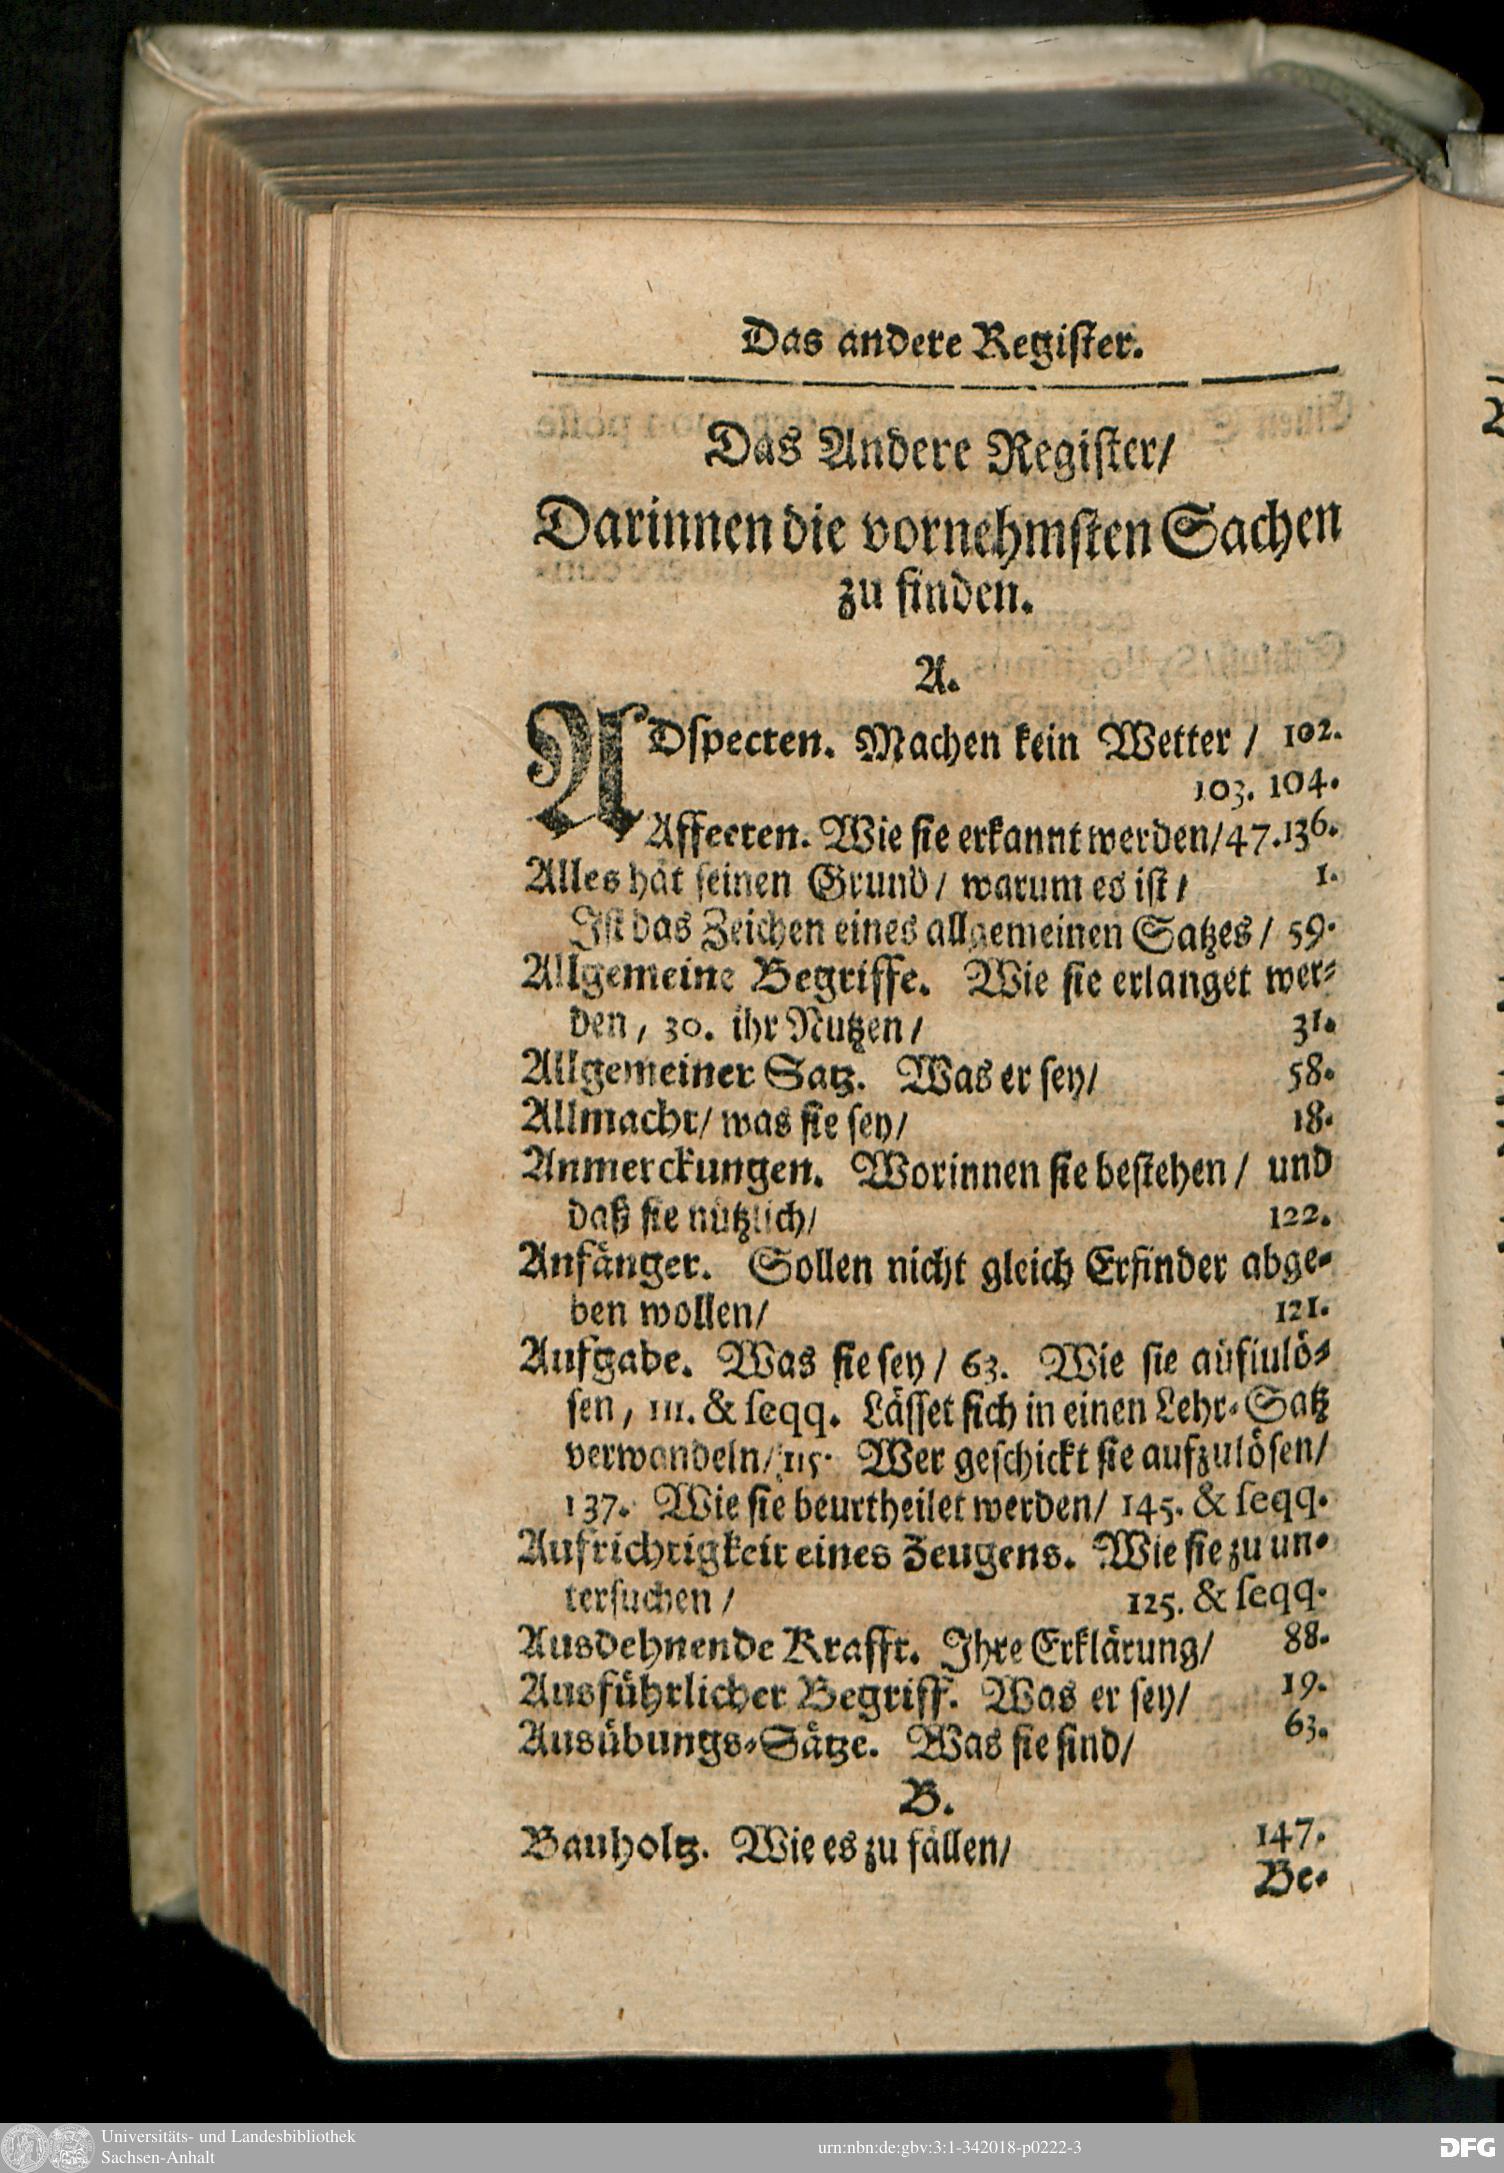 Das andere Regiſter.
Das Andere Regiſter/
Darinnen die vornehmſten Sachen
zu finden.
A.
ADſpecten. Machen kein Wetter / 102.
103. 104.
Affecten. Wie ſie erkannt werden/ 47. 136.
Alles hat ſeinen Grund / warum es iſt / 1.
Iſt das Zeichen eines allgemeinen Satzes / 59.
Allgemeine Begriffe. Wie ſie erlanget wer-
den / 30. ihr Nutzen / 31.
Allgemeiner Satz. Was er ſey/ 58.
Allmacht/ was ſie ſey/ 18.
Anmerckungen. Worinnen ſie beſtehen / und
daß ſie nützlich/ 122.
Anfänger. Sollen nicht gleich Erfinder abge-
ben wollen/ 121.
Aufgabe. Was ſie ſey / 63. Wie ſie aufzulö-
ſen / 111. & ſeqq. Läſſet ſich in einen Lehr-Satz
verwandeln/ 115. Wer geſchickt ſie aufzulöſen/
137. Wie ſie beurtheilet werden/ 145. & ſeqq.
Aufrichtigkeit eines Zeugens. Wie ſie zu un-
terſuchen / 125. & ſeqq.
Ausdehnende Krafft. Ihre Erklärung/ 88.
Ausführlicher Begriff. Was er ſey/ 19.
Ausübungs-Sätze. Was ſie ſind/ 63.
B.
Bauholtz. Wie es zu fällen/ 147.
Be-
Universitäts- und Landesbibliothek
Sachsen-Anhalt
urn:nbn:de:gbv:3:1-342018-p0222-3
DFG